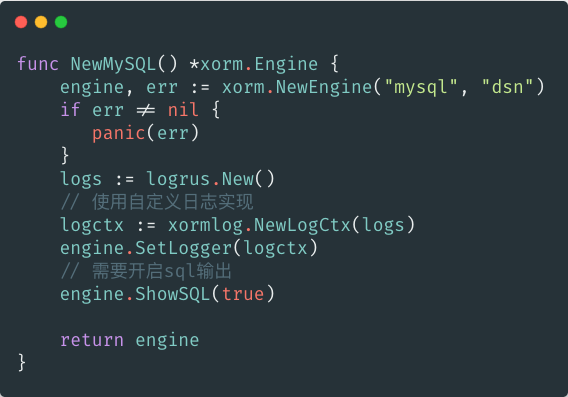 func NewMySQL() *xorm.Engine {
    engine, err := xorm.NewEngine("mysql", "dsn")
    if err != nil {
       panic(err)
    }
    logs := logrus.New()
    // 使用自定义日志实现
    logctx := xormlog.NewLogCtx(logs)
    engine.SetLogger(logctx)
    // 需要开启sql输出
    engine.ShowSQL(true)

    return engine
}